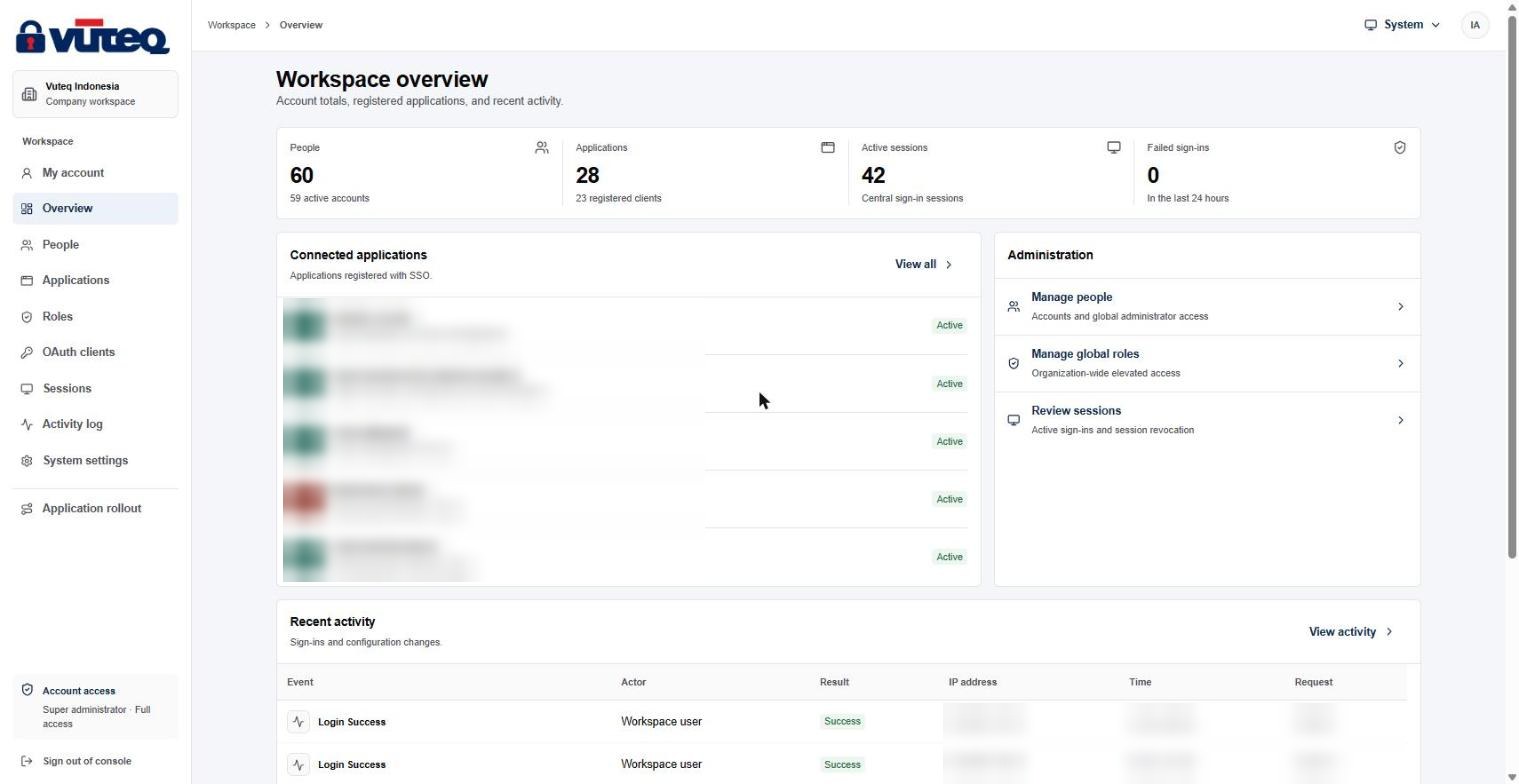 vuteq
Vuteq Indonesia
Company workspace
Workspace
My account
Overview
People
Applications
Roles
OAuth clients
Sessions
Activity log
System settings
Application rollout
Account access
Super administrator · Full
access
Sign out of console
Workspace > Overview
System
IA
Workspace overview
Account totals, registered applications, and recent activity.
People
60
59 active accounts
Applications
28
23 registered clients
Active sessions
42
Central sign-in sessions
Failed sign-ins
0
In the last 24 hours
Connected applications
Applications registered with SSO.
View all
Active
Active
Active
Active
Active
Administration
Manage people
Accounts and global administrator access
Manage global roles
Organization-wide elevated access
Review sessions
Active sign-ins and session revocation
Recent activity
Sign-ins and configuration changes.
View activity
Event Actor Result IP address Time Request
Login Success Workspace user Success
Login Success Workspace user Success